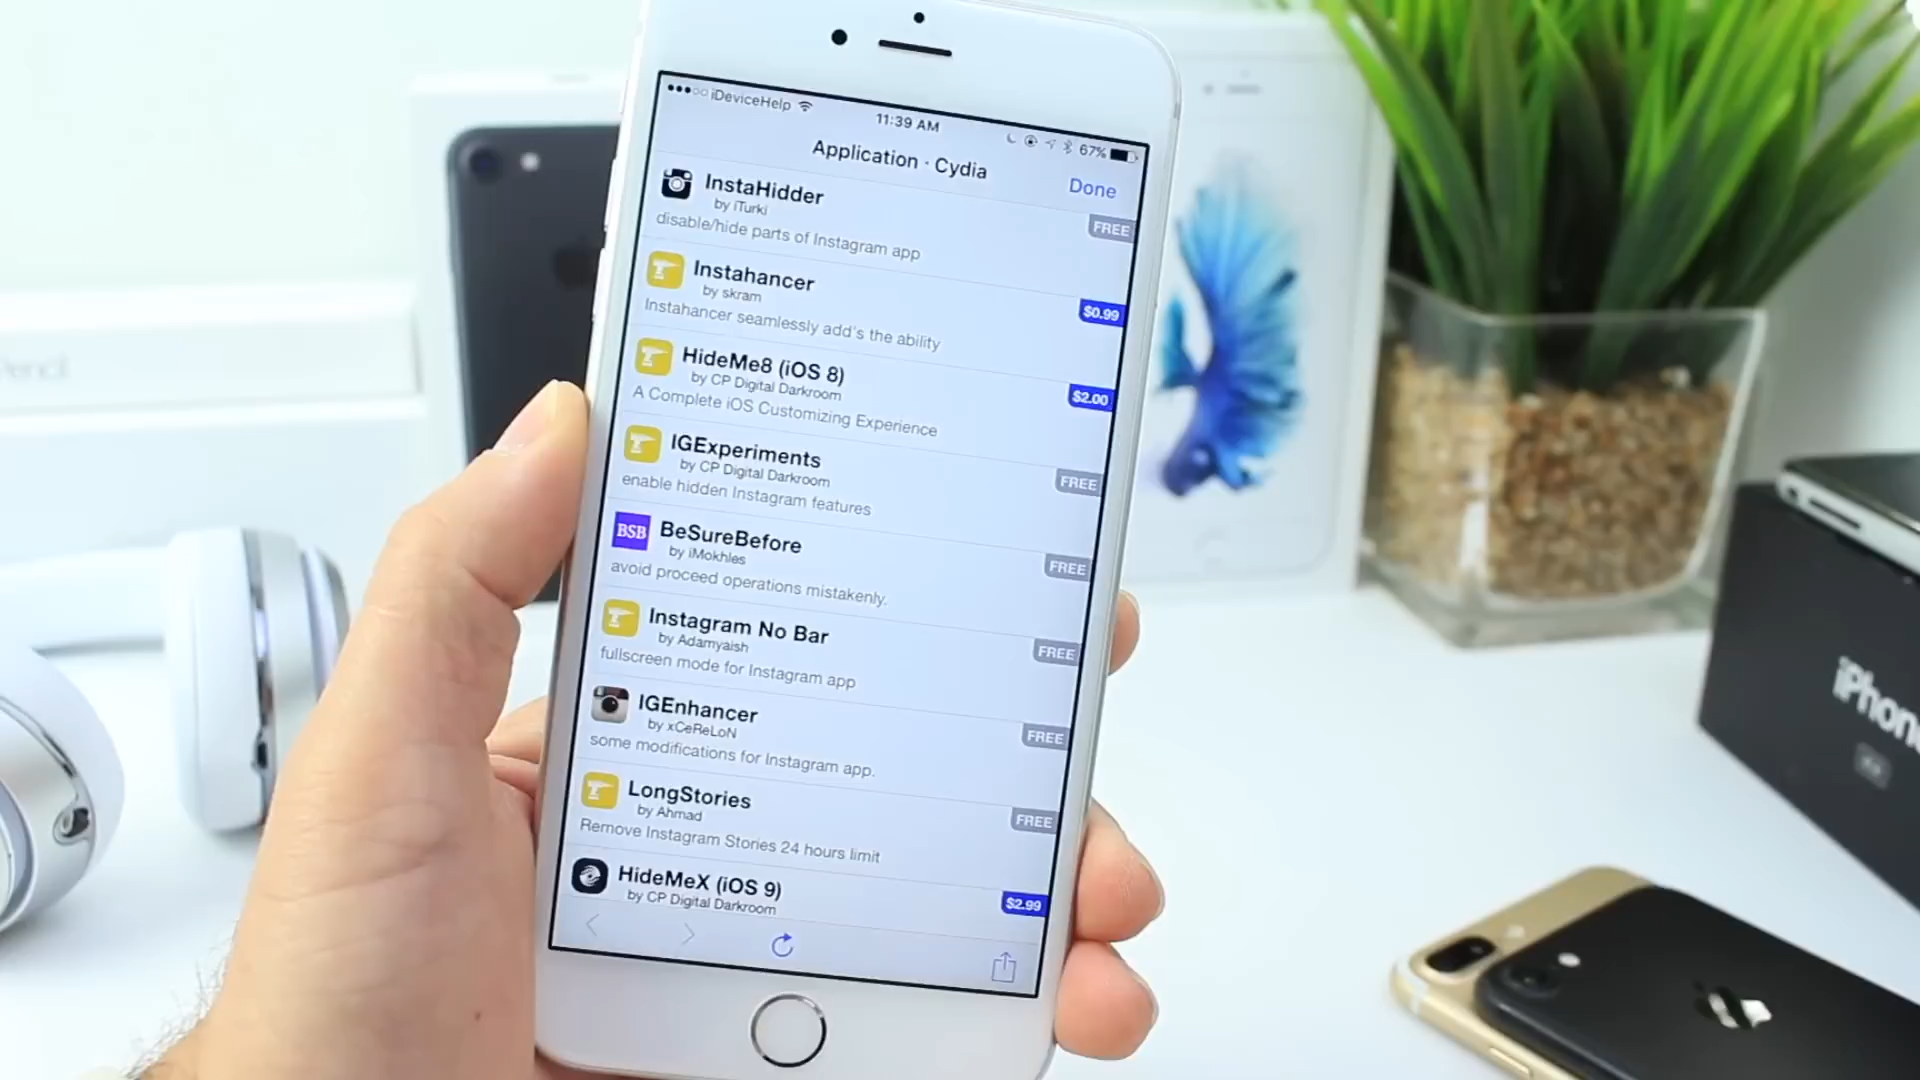 iDeviceHelp
11:39 AM
67%
Application · Cydia
Done
InstaHidder
by iTurki
FREE
disable/hide parts of Instagram app
Instahancer
by skram
$0.99
Instahancer seamlessly add's the ability
HideMe8 (iOS 8)
by CP Digital Darkroom
$2.00
A Complete iOS Customizing Experience
IGExperiments
by CP Digital Darkroom
FREE
enable hidden Instagram features
BSB
BeSureBefore
by iMokhles
FREE
avoid proceed operations mistakenly.
Instagram No Bar
by Adamyaish
FREE
fullscreen mode for Instagram app
IGEnhancer
by xCeReLoN
FREE
some modifications for Instagram app.
LongStories
by Ahmad
FREE
Remove Instagram Stories 24 hours limit
HideMeX (iOS 9)
by CP Digital Darkroom
$2.99
iPhone